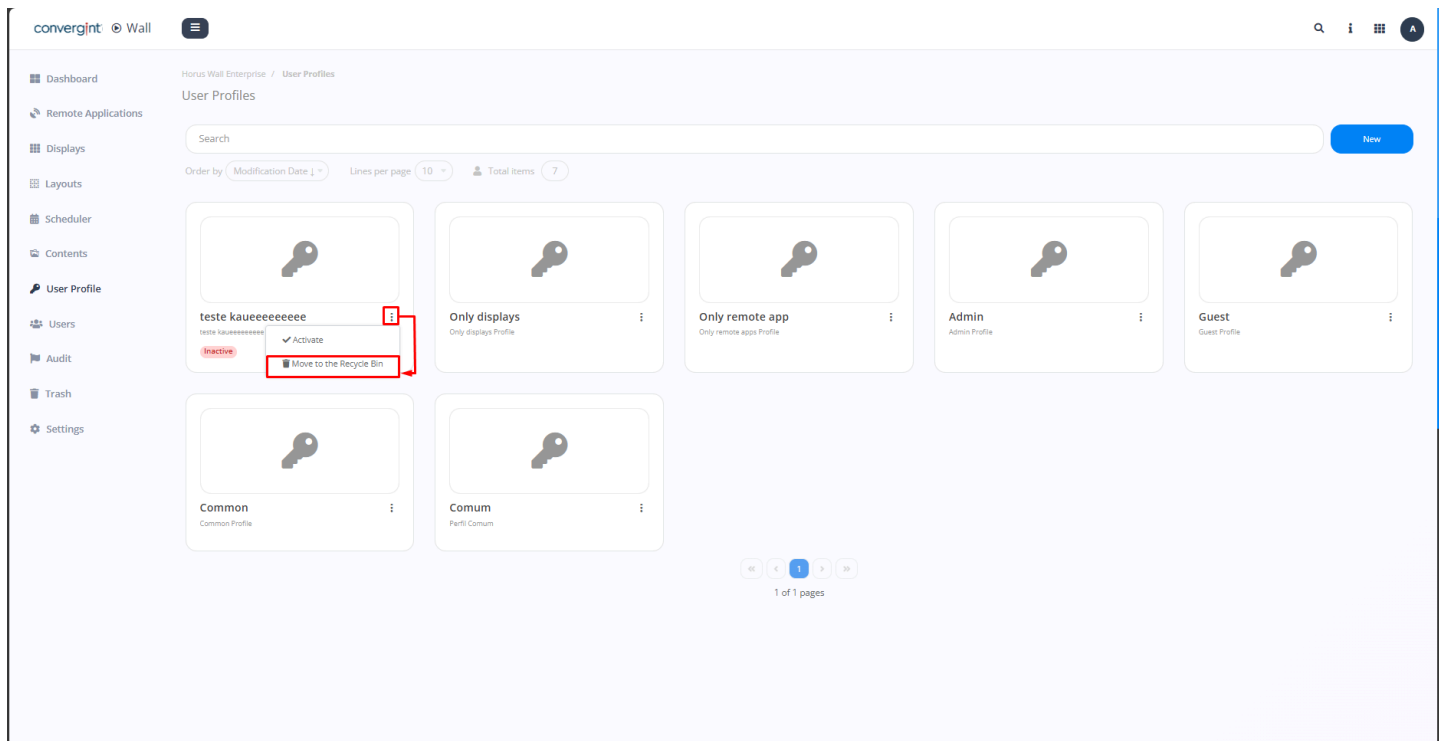 convergint Wall
A
Dashboard
Remote Applications
Displays
Layouts
Scheduler
Contents
User Profile
Users
Audit
Trash
Settings
Horus Wall Enterprise / User Profiles
User Profiles
Search
New
Order by Modification Date ↓ Lines per page 10 Total items 7
teste kaueeeeeeeee
teste kaueeeeeeeee
Inactive
Activate
Move to the Recycle Bin
Only displays
Only displays Profile
Only remote app
Only remote apps Profile
Admin
Admin Profile
Guest
Guest Profile
Common
Common Profile
Comum
Perfil Comum
« < 1 > »
1 of 1 pages